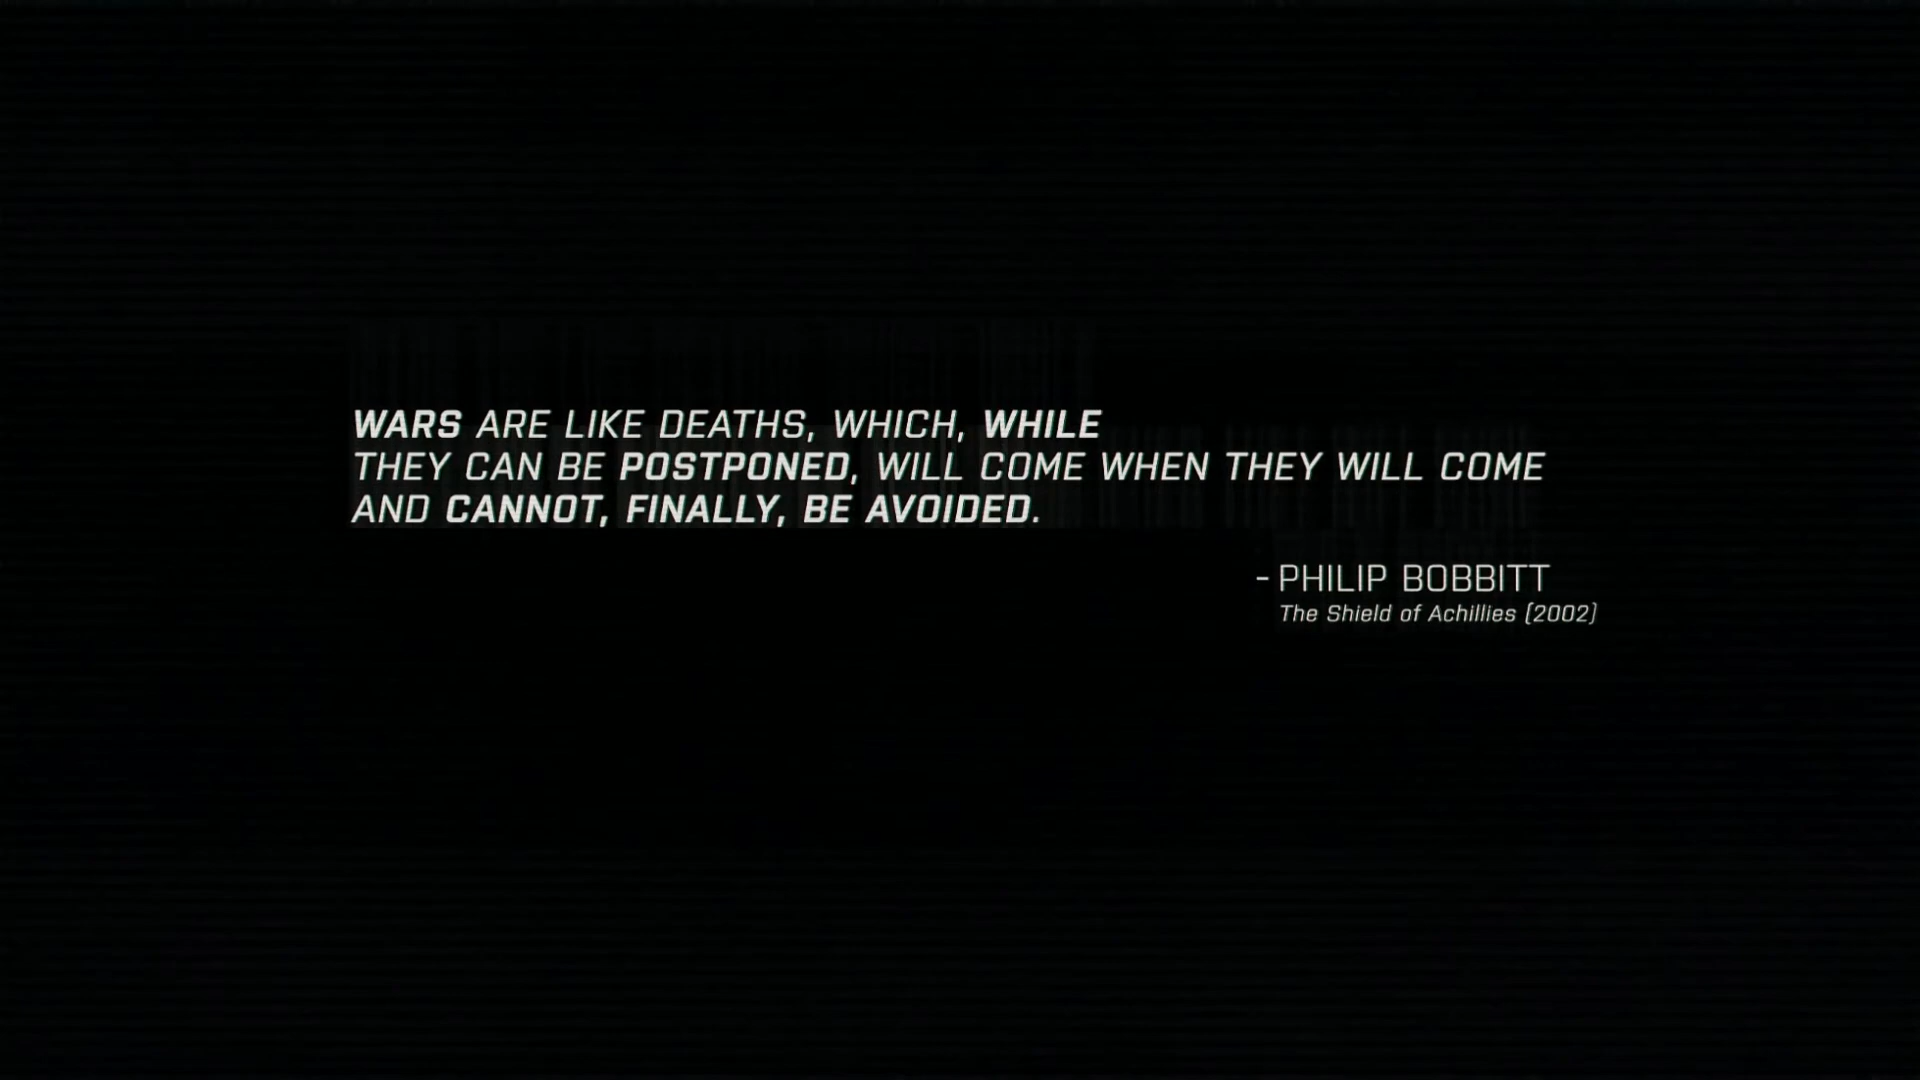 WARS ARE LIKE DEATHS, WHICH, WHILE
THEY CAN BE POSTPONED, WILL COME WHEN THEY WILL COME
AND CANNOT, FINALLY, BE AVOIDED.
- PHILIP BOBBITT
The Shield of Achillies (2002)